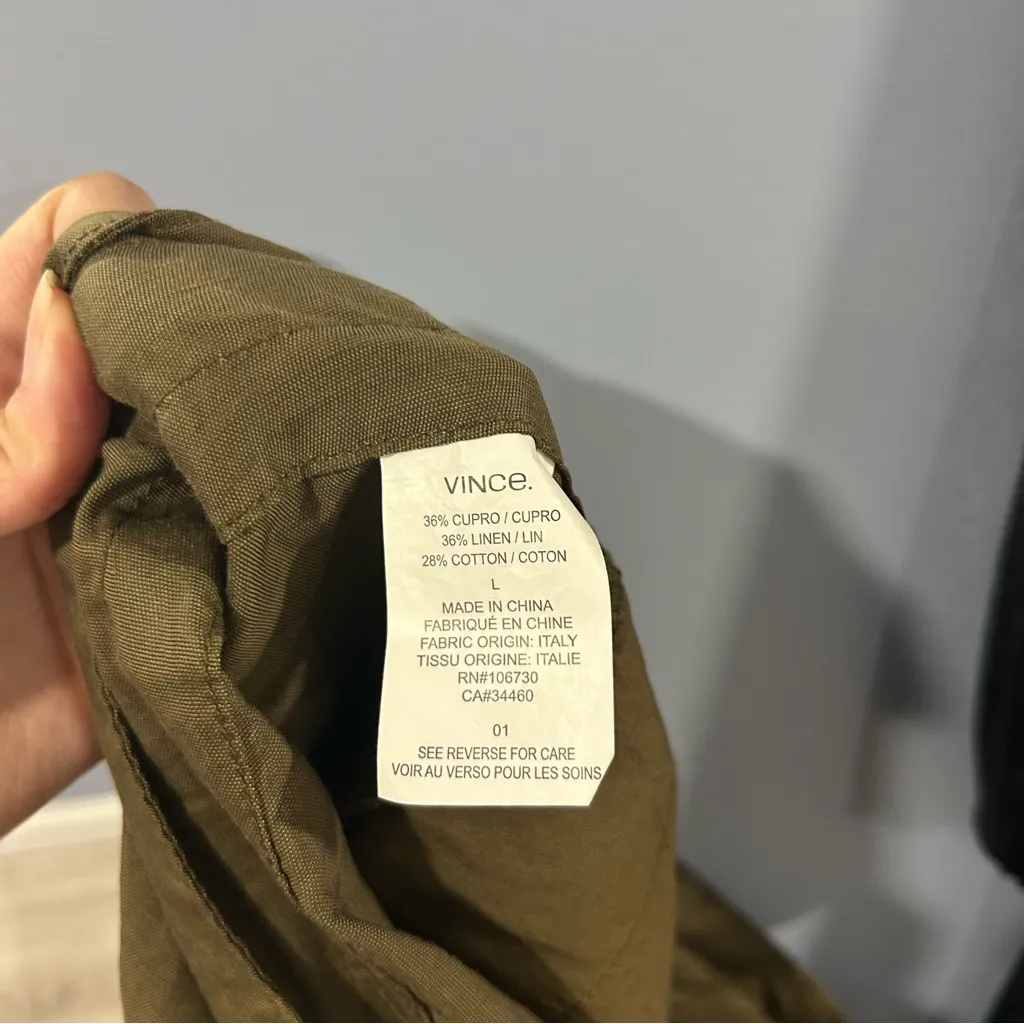 VINCe.
36% CUPRO / CUPRO
36% LINEN / LIN
28% COTTON / COTON
L
MADE IN CHINA
FABRIQUÉ EN CHINE
FABRIC ORIGIN: ITALY
TISSU ORIGINE: ITALIE
RN#106730
CA#34460
01
SEE REVERSE FOR CARE
VOIR AU VERSO POUR LES SOINS